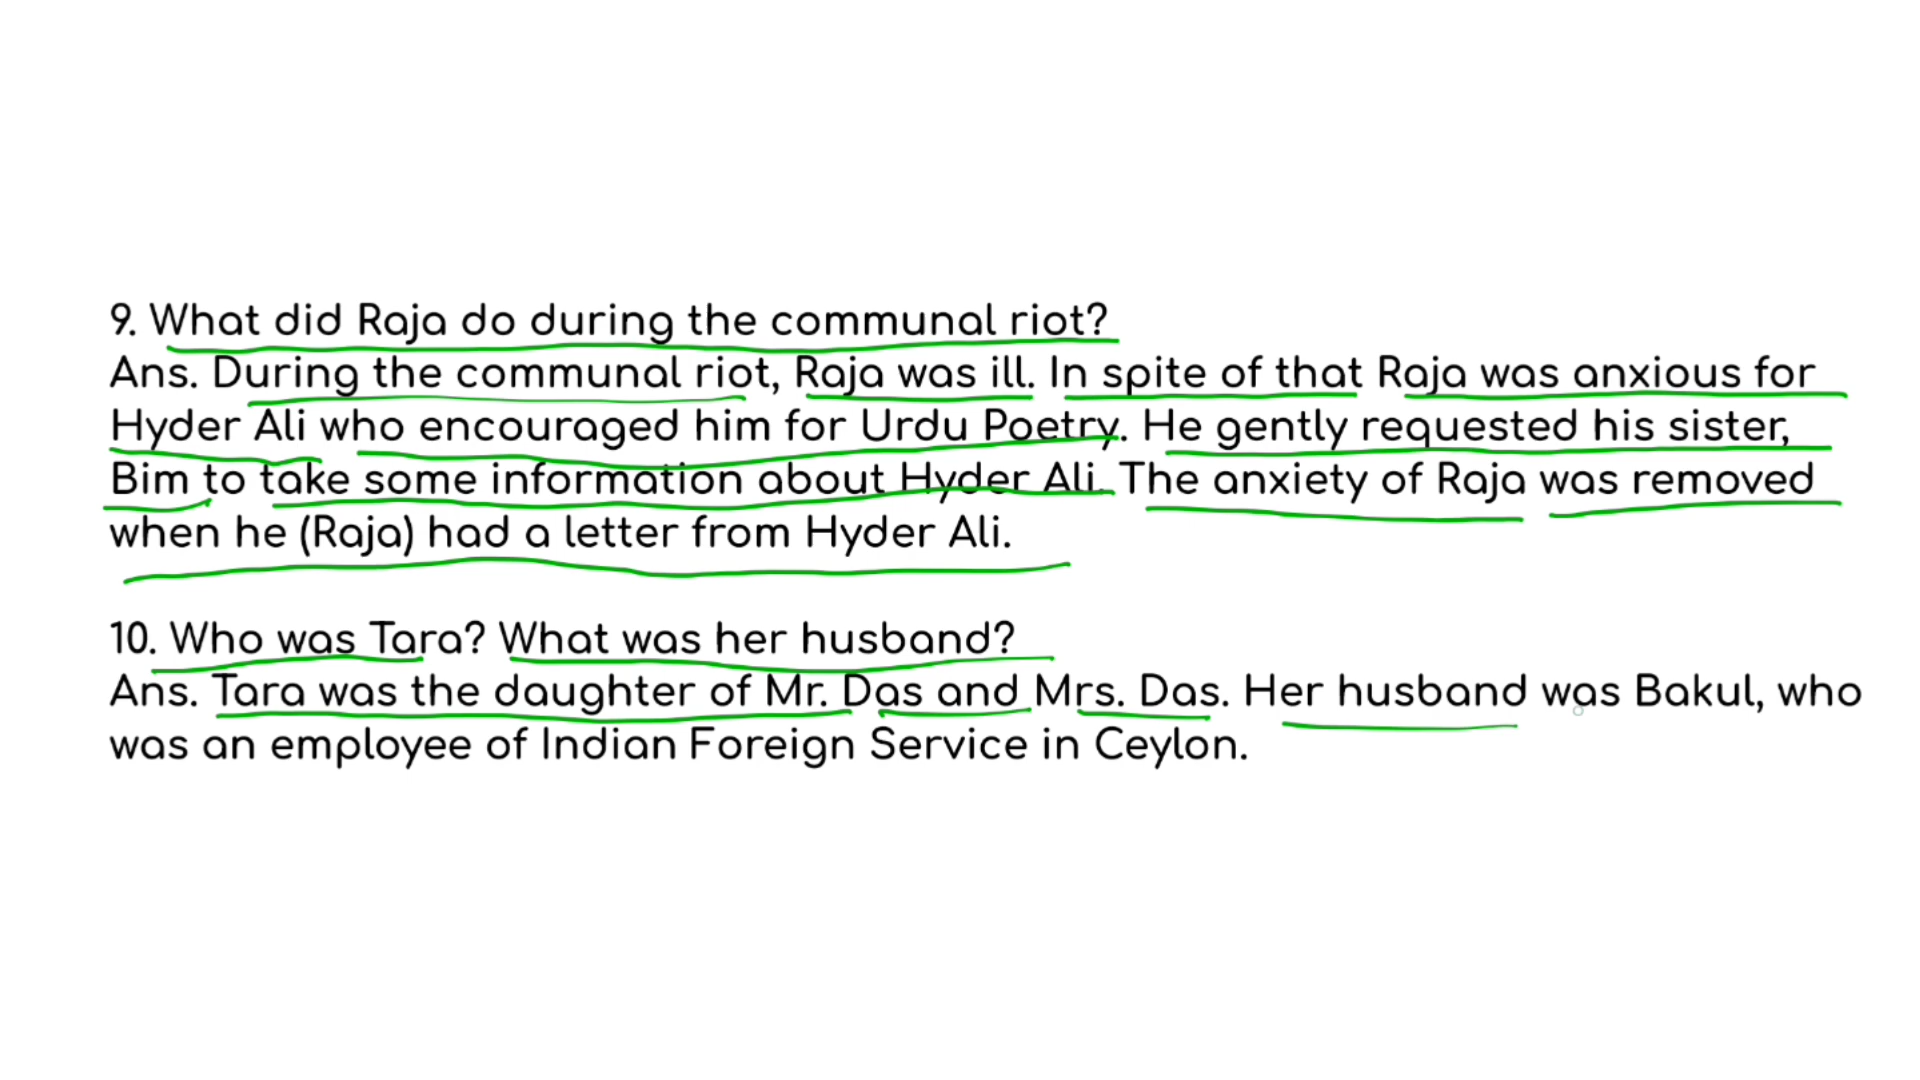 9. What did Raja do during the communal riot?
Ans. During the communal riot, Raja was ill. In spite of that Raja was anxious for
Hyder Ali who encouraged him for Urdu Poetry. He gently requested his sister,
Bim to take some information about Hyder Ali. The anxiety of Raja was removed
when he (Raja) had a letter from Hyder Ali.
10. Who was Tara? What was her husband?
Ans. Tara was the daughter of Mr. Das and Mrs. Das. Her husband was Bakul, who
was an employee of Indian Foreign Service in Ceylon.